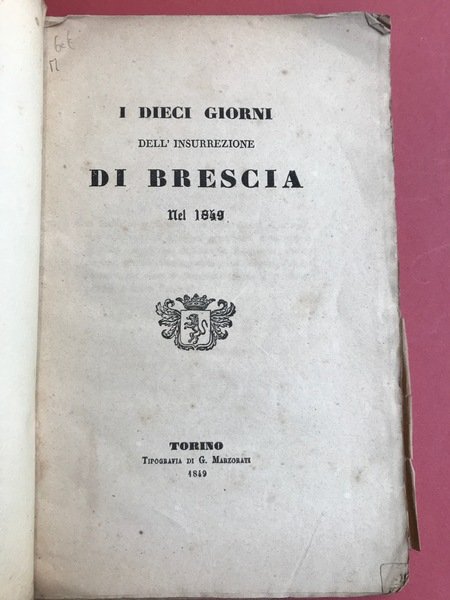 I DIECI GIORNI
DELL' INSURREZIONE
DI BRESCIA
Nel 1849
TORINO
TIPOGRAFIA DI G. MARZORATI
1849